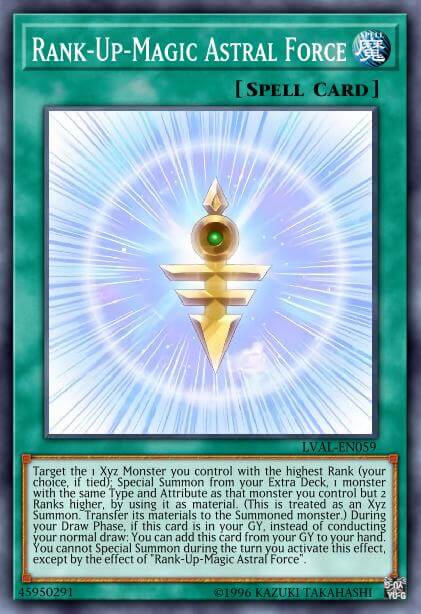 RANK-UP-MAGIC ASTRAL FORCE
SPELL
魔
[SPELL CARD]
LVAL-EN059
Target the 1 Xyz Monster you control with the highest Rank (your
choice, if tied); Special Summon from your Extra Deck, 1 monster
with the same Type and Attribute as that monster you control but 2
Ranks higher, by using it as material. (This is treated as an Xyz
Summon. Transfer its materials to the Summoned monster.) During
your Draw Phase, if this card is in your GY, instead of conducting
your normal draw: You can add this card from your GY to your hand.
You cannot Special Summon during the turn you activate this effect,
except by the effect of "Rank-Up-Magic Astral Force".
45950291
©1996 KAZUKI TAKAHASHI